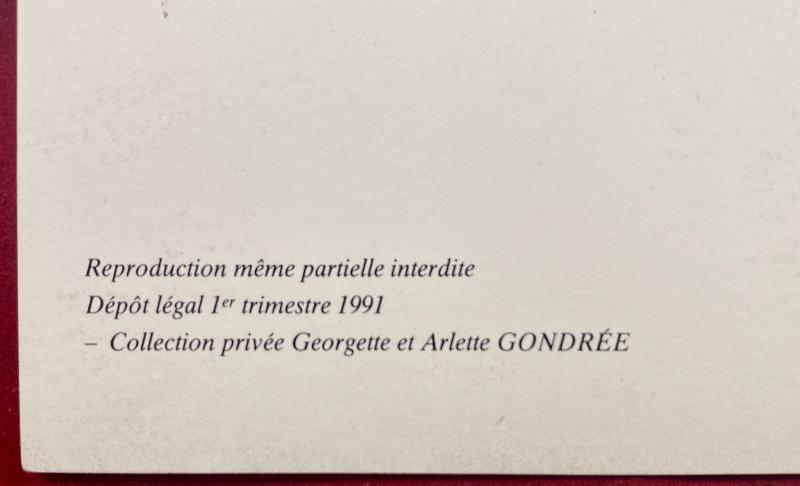 Reproduction même partielle interdite
Dépôt légal 1er trimestre 1991
– Collection privée Georgette et Arlette GONDRÉE